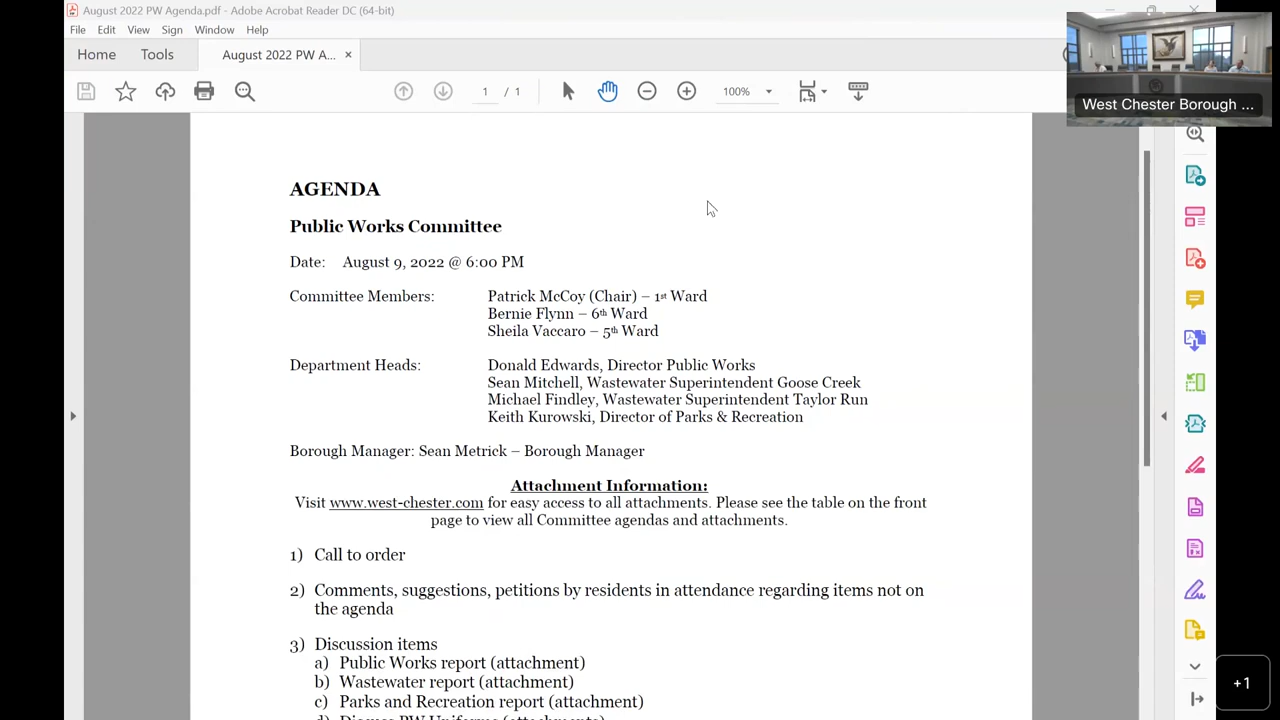 August 2022 PW Agenda.pdf - Adobe Acrobat Reader DC (64-bit)
File Edit View Sign Window Help
Home Tools August 2022 PW A... ×
1 / 1 100%
West Chester Borough ...
AGENDA
Public Works Committee
Date: August 9, 2022 @ 6:00 PM
Committee Members: Patrick McCoy (Chair) – 1st Ward
Bernie Flynn – 6th Ward
Sheila Vaccaro – 5th Ward
Department Heads: Donald Edwards, Director Public Works
Sean Mitchell, Wastewater Superintendent Goose Creek
Michael Findley, Wastewater Superintendent Taylor Run
Keith Kurowski, Director of Parks & Recreation
Borough Manager: Sean Metrick – Borough Manager
Attachment Information:
Visit www.west-chester.com for easy access to all attachments. Please see the table on the front
page to view all Committee agendas and attachments.
1) Call to order
2) Comments, suggestions, petitions by residents in attendance regarding items not on
the agenda
3) Discussion items
a) Public Works report (attachment)
b) Wastewater report (attachment)
c) Parks and Recreation report (attachment)
d) Discuss PW Uniforms (attachments)
+1